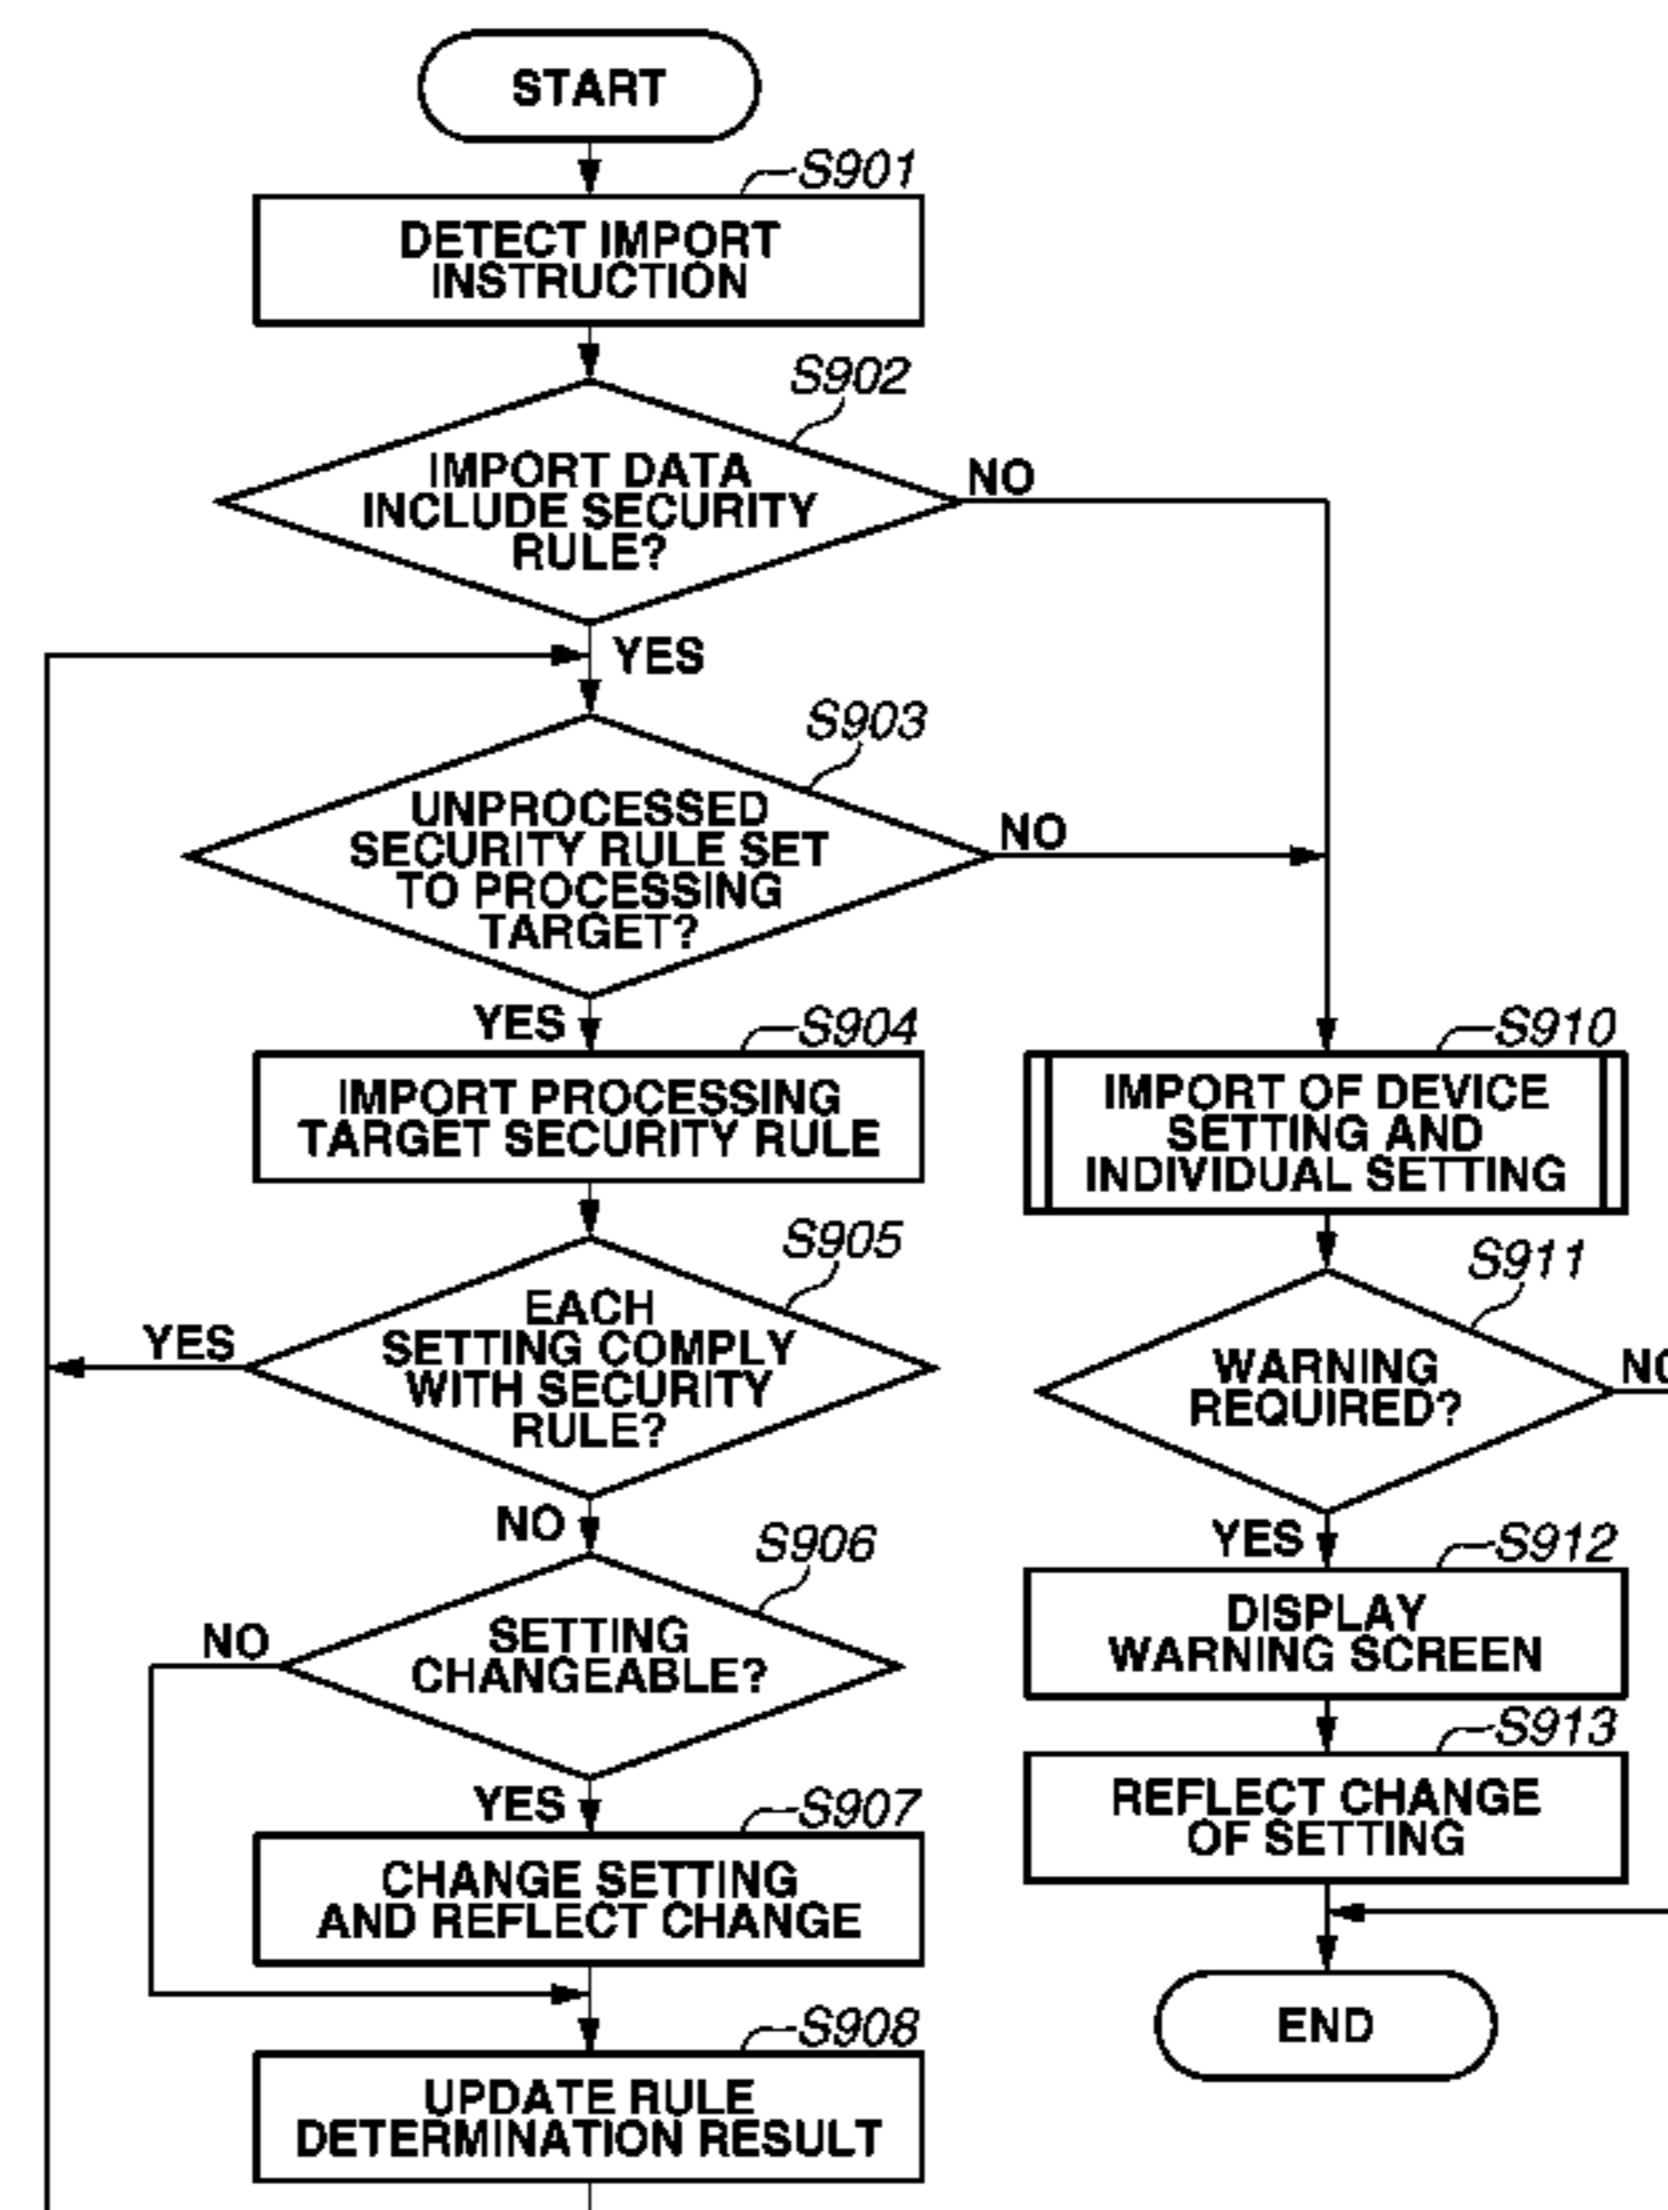 START
S901
DETECT IMPORT
INSTRUCTION
S902
IMPORT DATA
INCLUDE SECURITY
RULE?
NO
YES
S903
UNPROCESSED
SECURITY RULE SET
TO PROCESSING
TARGET?
NO
YES
S904
IMPORT PROCESSING
TARGET SECURITY RULE
S905
EACH
SETTING COMPLY
WITH SECURITY
RULE?
YES
NO
S906
SETTING
CHANGEABLE?
NO
YES
S907
CHANGE SETTING
AND REFLECT CHANGE
S908
UPDATE RULE
DETERMINATION RESULT
S910
IMPORT OF DEVICE
SETTING AND
INDIVIDUAL SETTING
S911
WARNING
REQUIRED?
NO
YES
S912
DISPLAY
WARNING SCREEN
S913
REFLECT CHANGE
OF SETTING
END